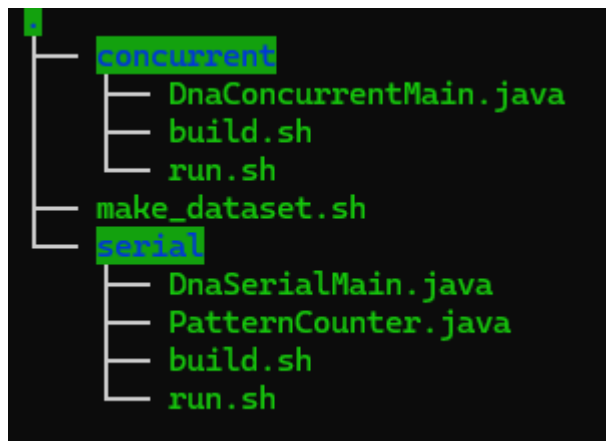 .
concurrent
DnaConcurrentMain.java
build.sh
run.sh
make_dataset.sh
serial
DnaSerialMain.java
PatternCounter.java
build.sh
run.sh